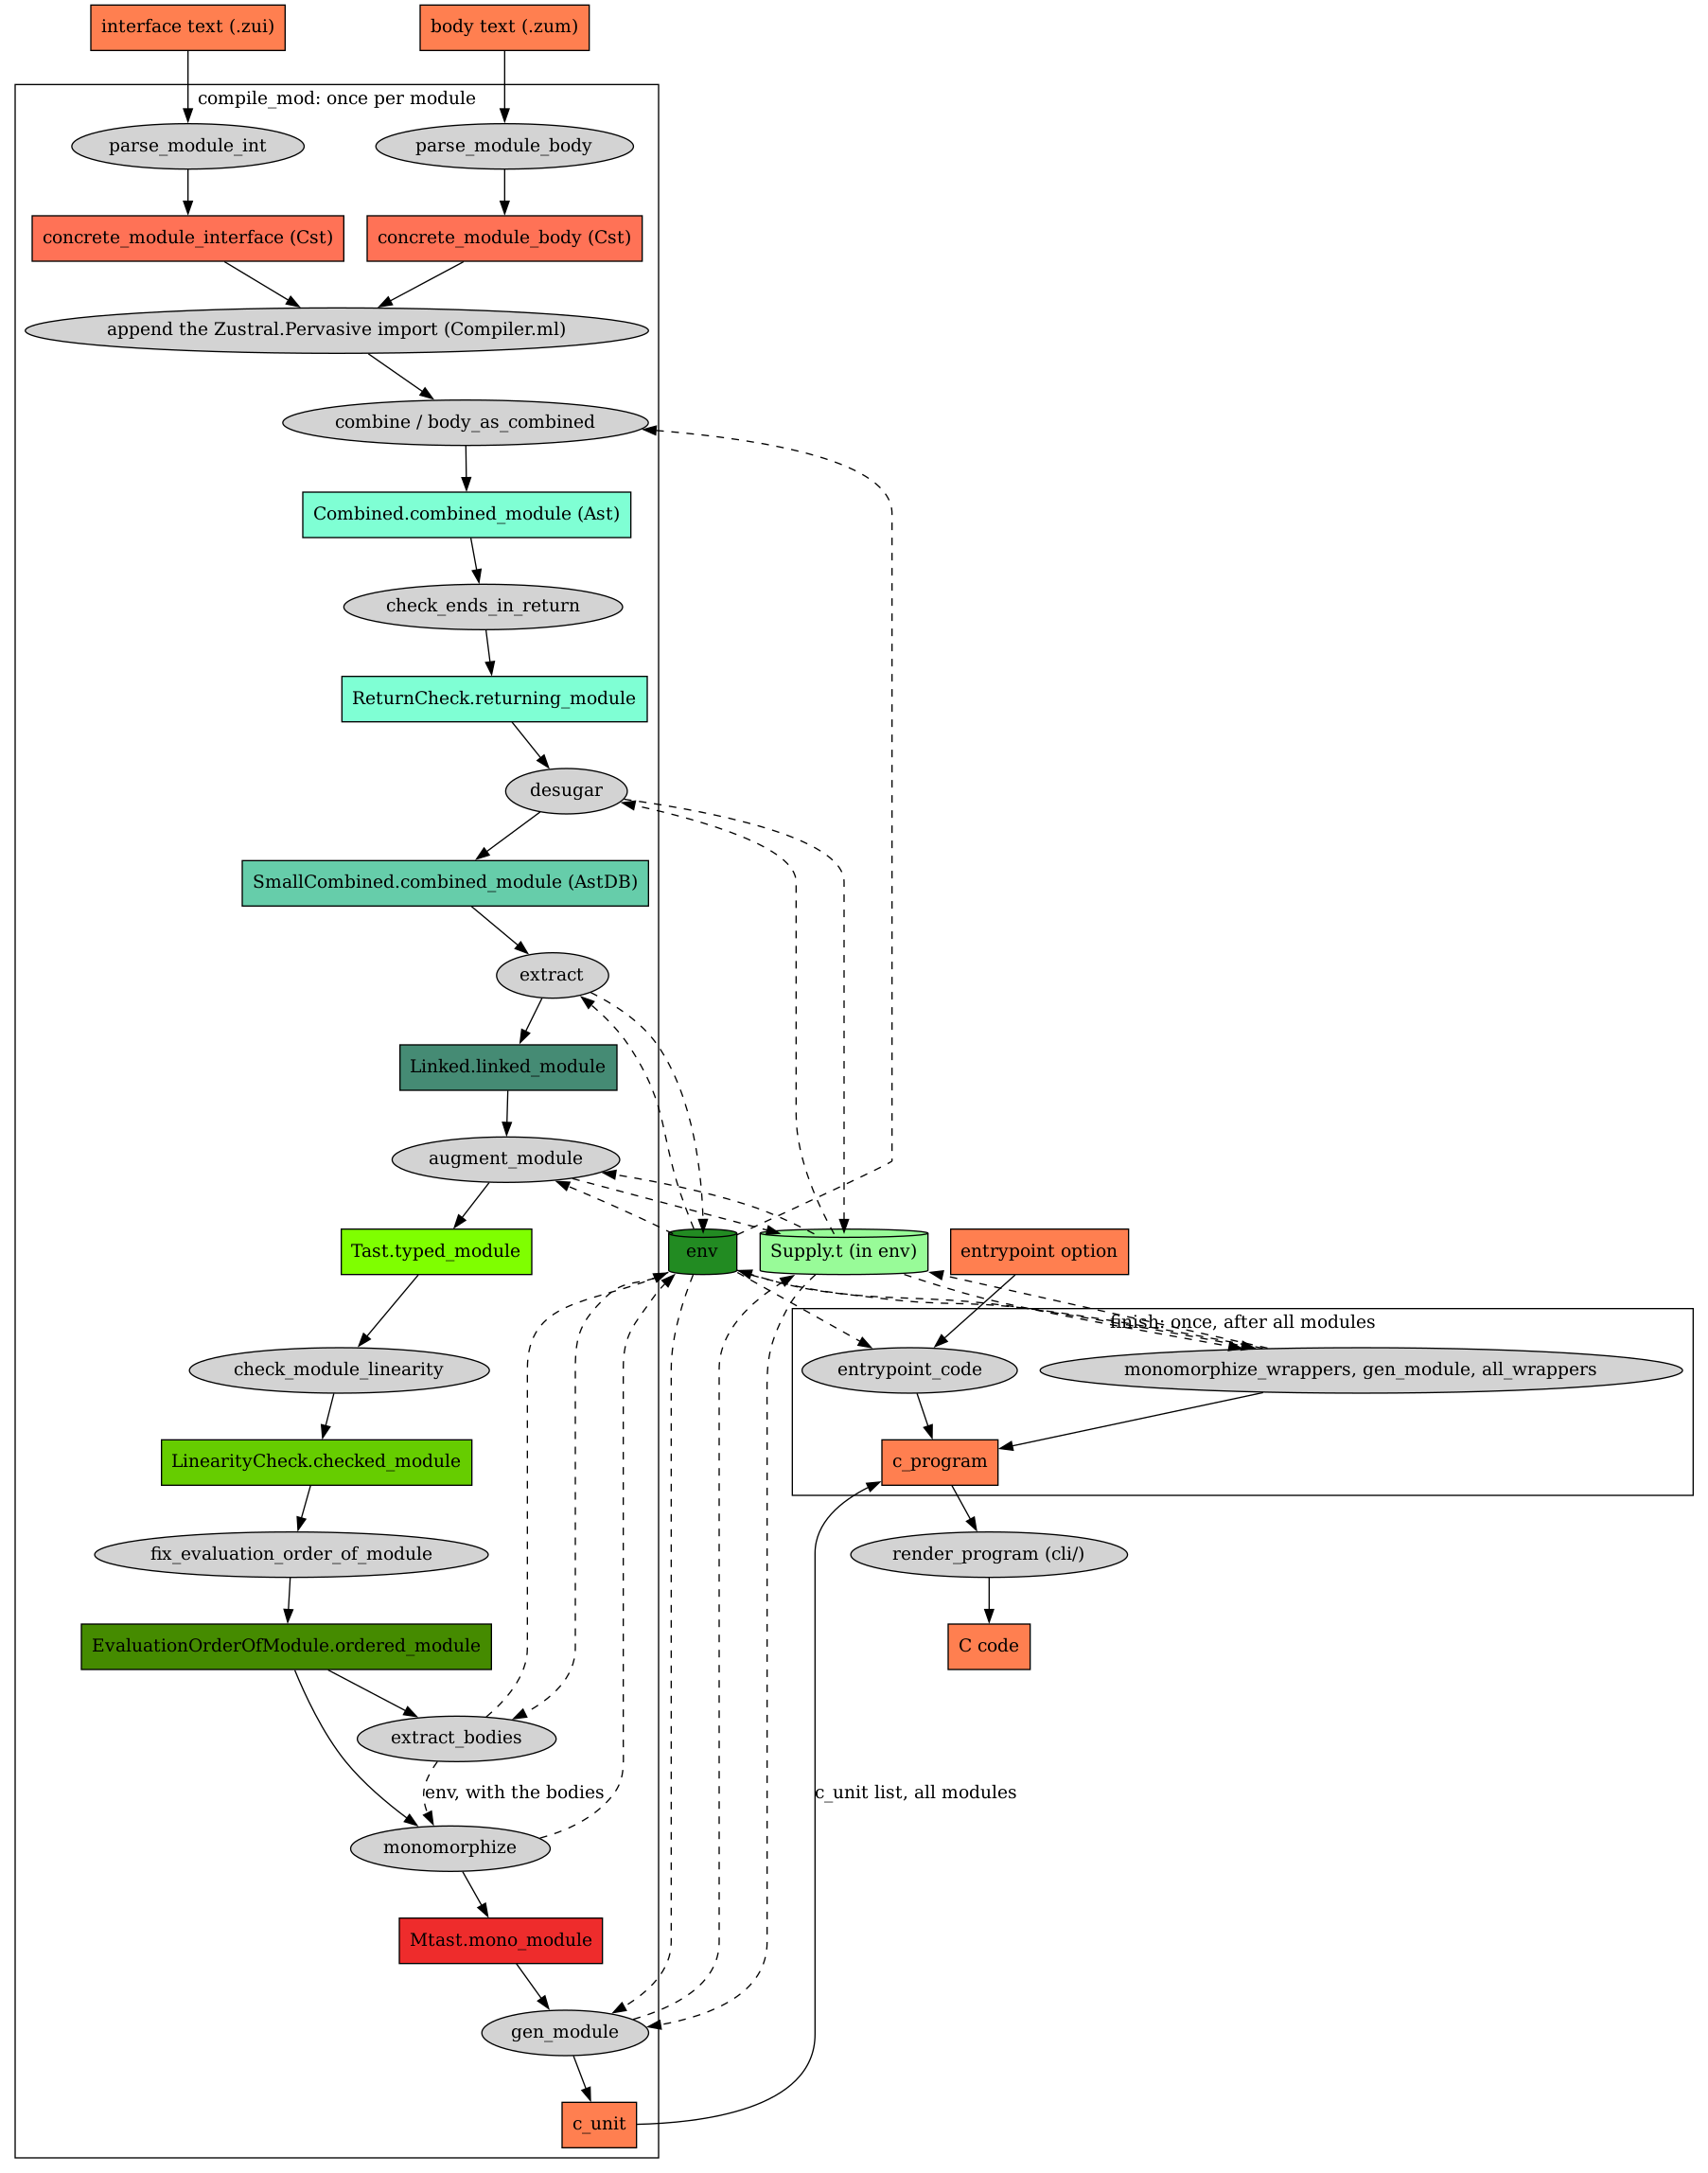 interface text (.zui)
body text (.zum)
compile_mod: once per module
parse_module_int
parse_module_body
concrete_module_interface (Cst)
concrete_module_body (Cst)
append the Zustral.Pervasive import (Compiler.ml)
combine / body_as_combined
Combined.combined_module (Ast)
check_ends_in_return
ReturnCheck.returning_module
desugar
SmallCombined.combined_module (AstDB)
extract
Linked.linked_module
augment_module
Tast.typed_module
env
Supply.t (in env)
entrypoint option
finish: once, after all modules
check_module_linearity
entrypoint_code
monomorphize_wrappers, gen_module, all_wrappers
LinearityCheck.checked_module
c_program
fix_evaluation_order_of_module
render_program (cli/)
EvaluationOrderOfModule.ordered_module
C code
extract_bodies
env, with the bodies
c_unit list, all modules
monomorphize
Mtast.mono_module
gen_module
c_unit